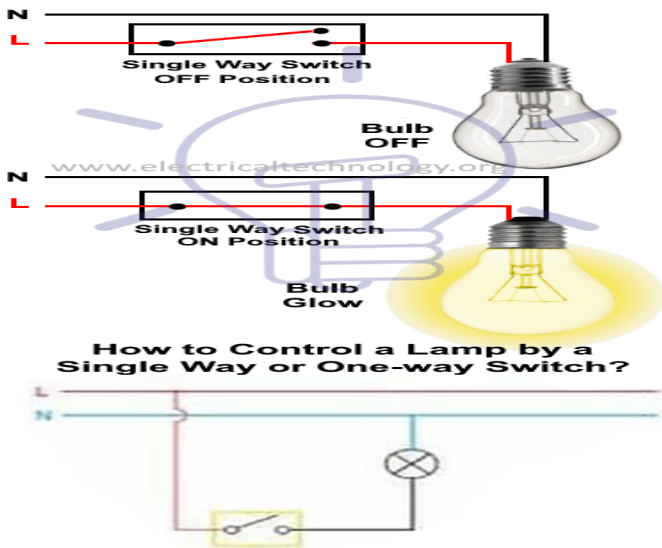 N
L
Single Way Switch
OFF Position
Bulb
OFF
www.electricaltechnology.org
N
L
Single Way Switch
ON Position
Bulb
Glow
How to Control a Lamp by a
Single Way or One-way Switch?
L
N